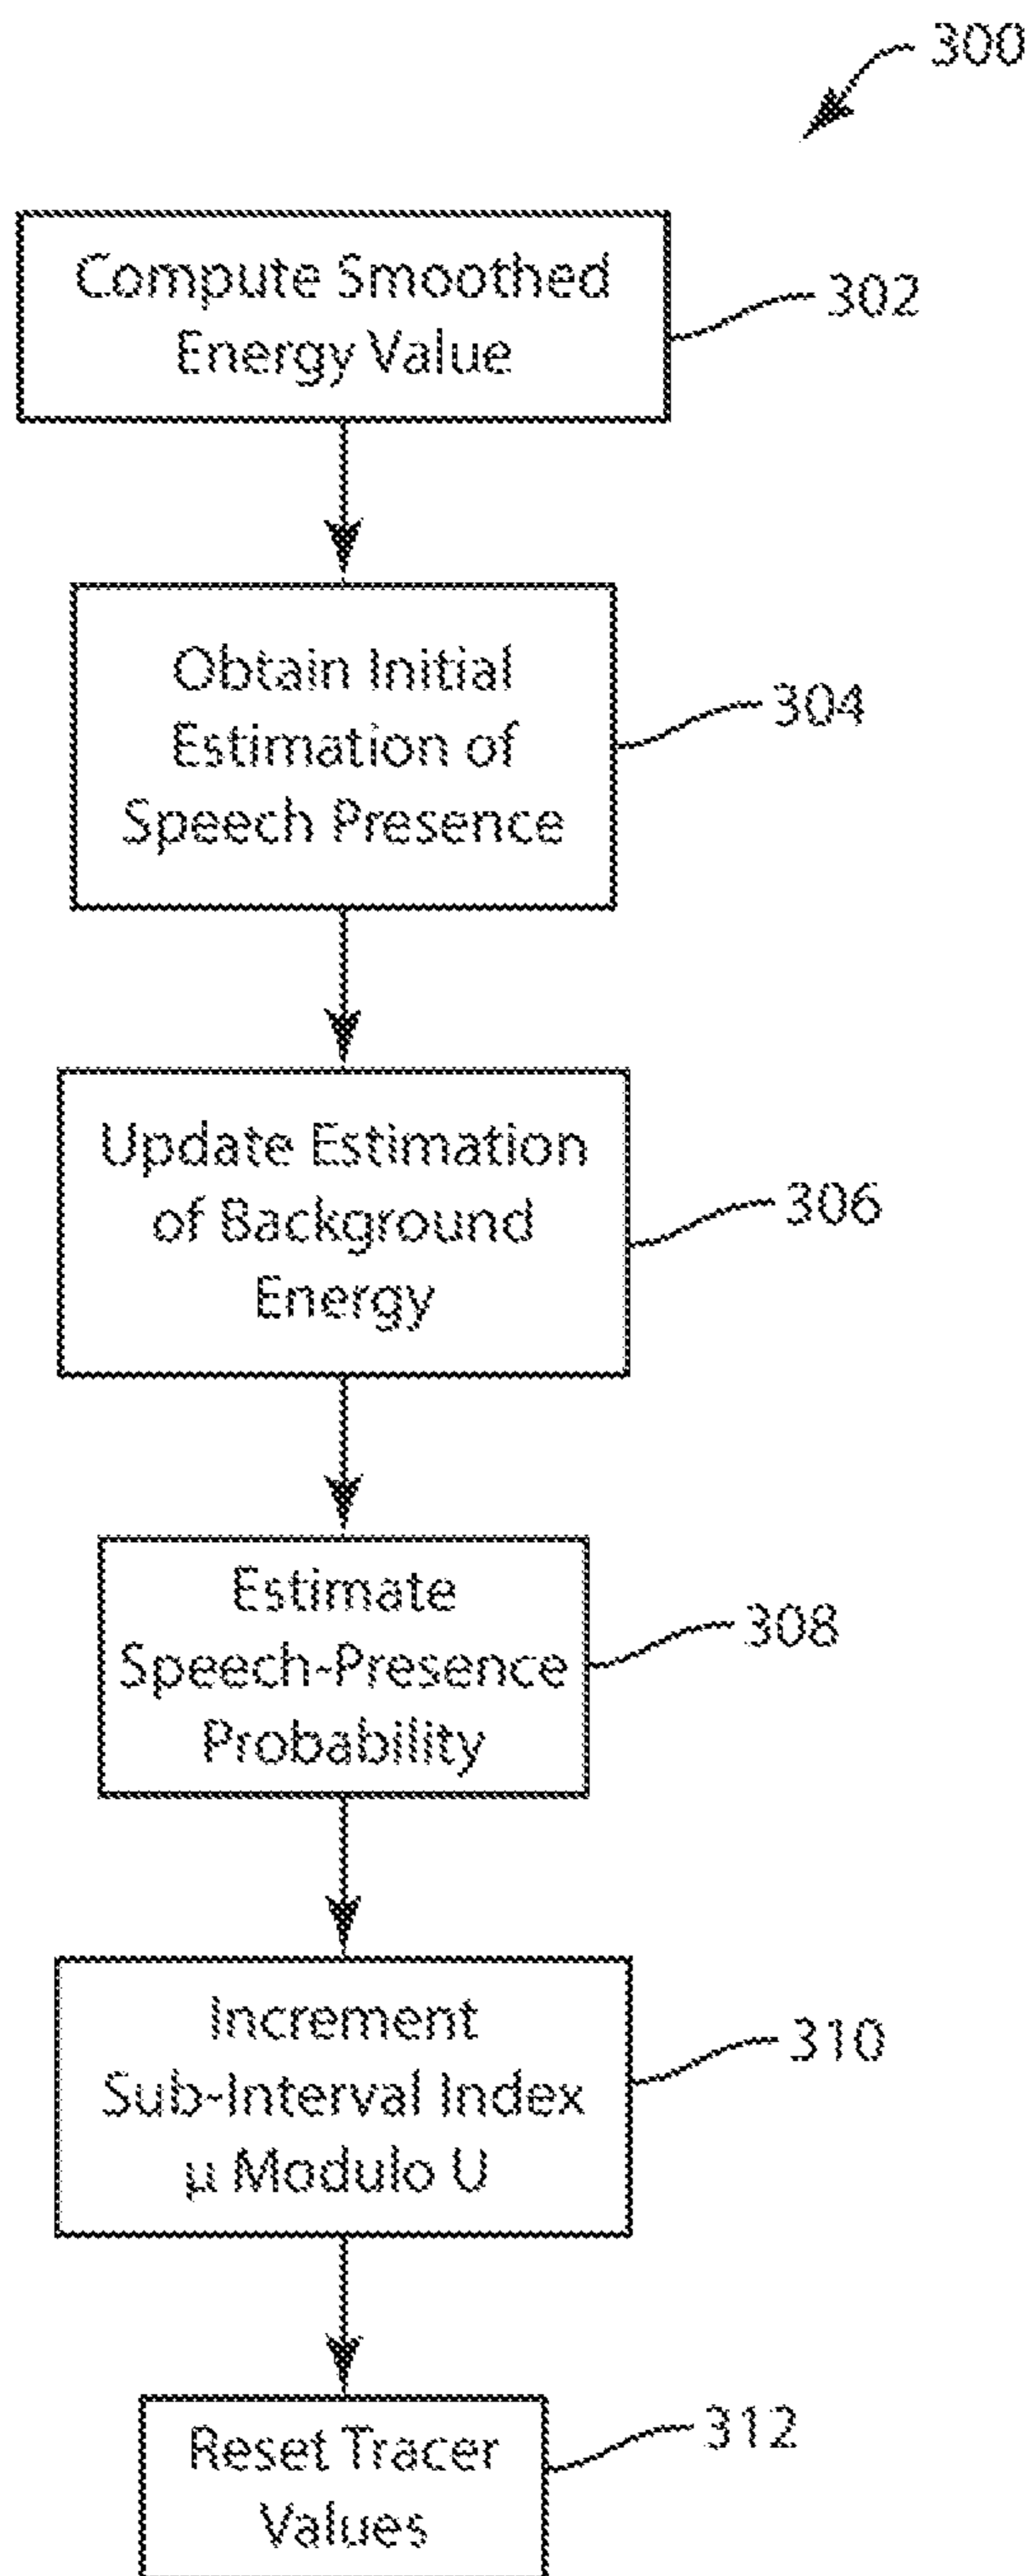 300
Compute Smoothed
Energy Value
302
Obtain Initial
Estimation of
Speech Presence
304
Update Estimation
of Background
Energy
306
Estimate
Speech-Presence
Probability
308
Increment
Sub-Interval Index
μ Modulo U
310
Reset Tracer
Values
312